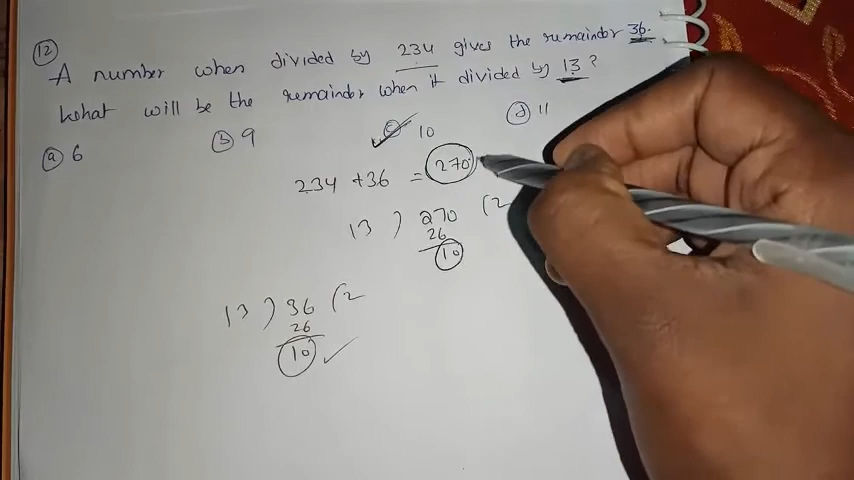 12
A number when divided by 234 gives the remainder 36.
What will be the remainder when it divided by 13 ?
a 6 b 9 c 10 d 11
234 + 36 = 270
13 ) 270 ( 2
26
10
13 ) 36 ( 2
26
10